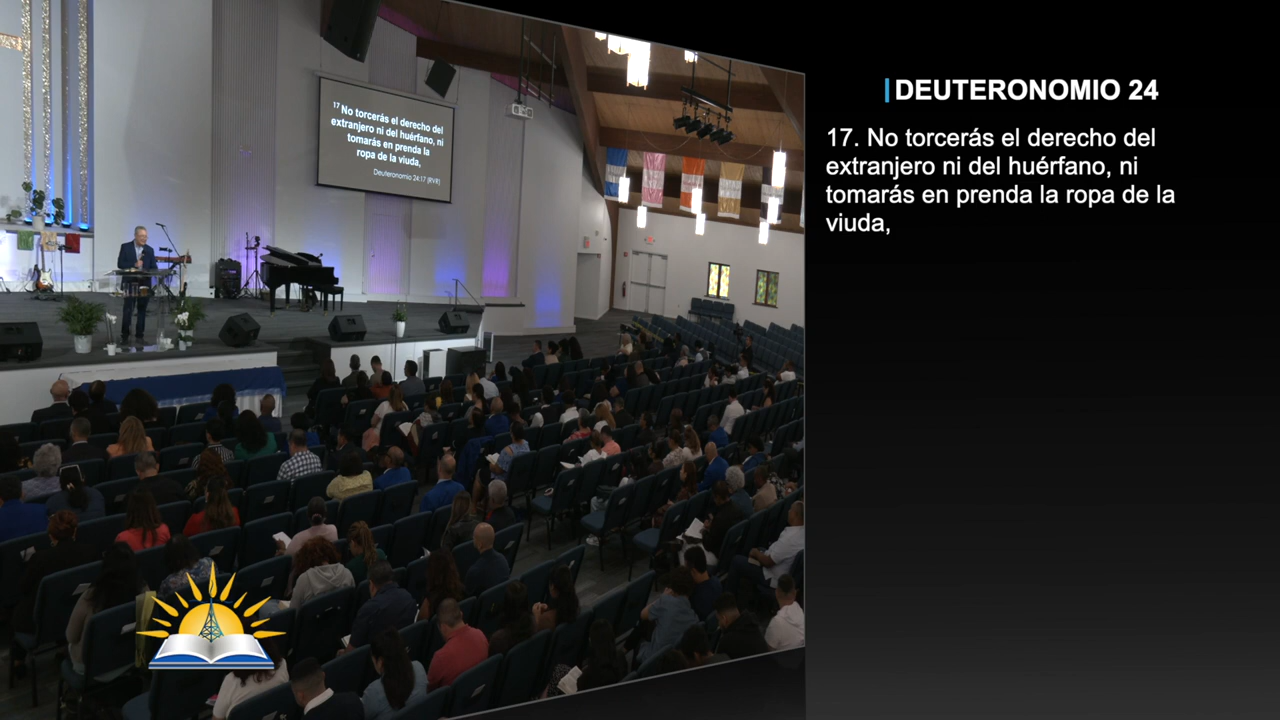 17 No torcerás el derecho del
extranjero ni del huérfano, ni
tomarás en prenda la
ropa de la viuda,
Deuteronomio 24:17 (RVR)
DEUTERONOMIO 24
17. No torcerás el derecho del
extranjero ni del huérfano, ni
tomarás en prenda la ropa de la
viuda,